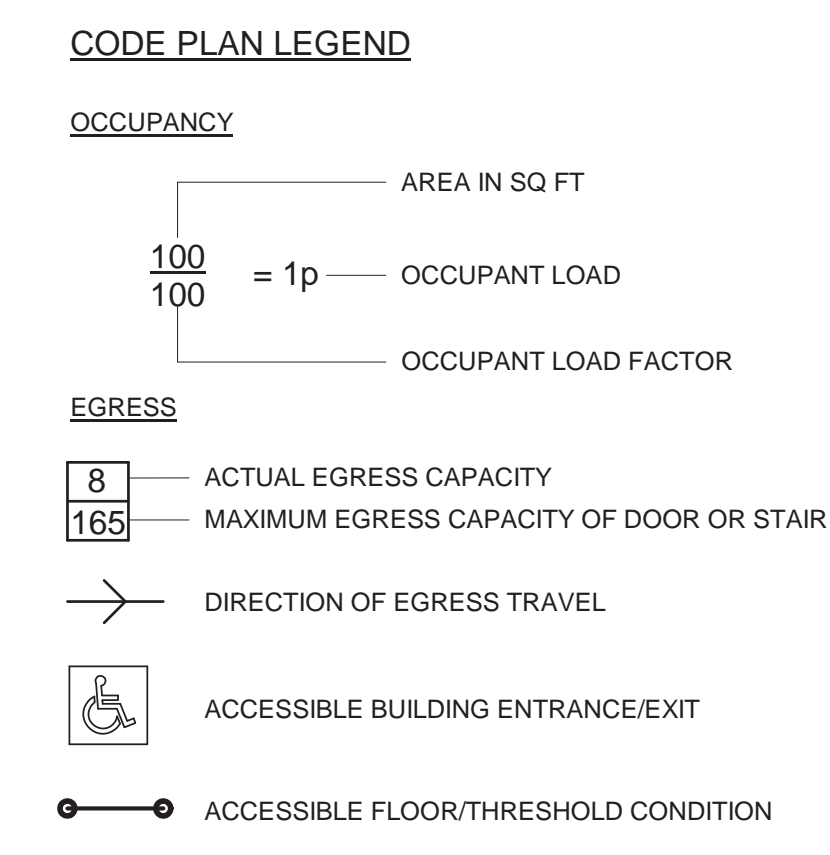 CODE PLAN LEGEND
OCCUPANCY
AREA IN SQ FT
100
100
= 1p
OCCUPANT LOAD
OCCUPANT LOAD FACTOR
EGRESS
8
ACTUAL EGRESS CAPACITY
165
MAXIMUM EGRESS CAPACITY OF DOOR OR STAIR
DIRECTION OF EGRESS TRAVEL
ACCESSIBLE BUILDING ENTRANCE/EXIT
ACCESSIBLE FLOOR/THRESHOLD CONDITION